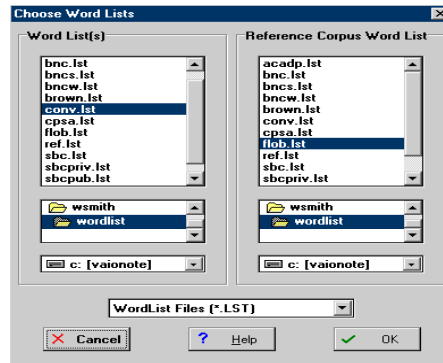 Choose Word Lists
Word List(s)
bnc.lst
bncs.lst
bncw.lst
brown.lst
conv.lst
cpsa.lst
flob.lst
ref.lst
sbc.lst
sbcpriv.lst
sbcpub.lst
wsmith
wordlist
c: [vaionote]
Reference Corpus Word List
acadp.lst
bnc.lst
bncs.lst
bncw.lst
brown.lst
conv.lst
cpsa.lst
flob.lst
ref.lst
sbc.lst
sbcpriv.lst
wsmith
wordlist
c: [vaionote]
WordList Files (*.LST)
Cancel
? Help
OK